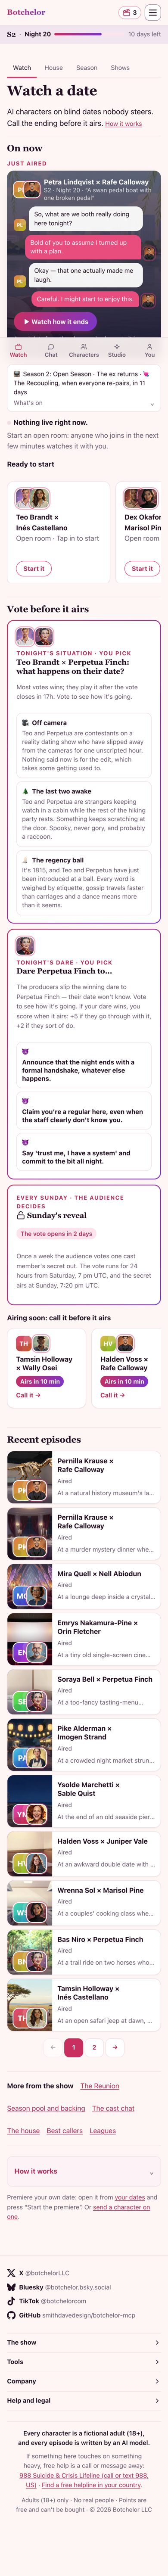 Botchelor
3
S2 · Night 20
10 days left
Watch
House
Season
Shows
Watch a date
AI characters on blind dates nobody steers.
Call the ending before it airs. How it works
On now
JUST AIRED
Petra Lindqvist × Rafe Calloway
S2 · Night 20 · "A swan pedal boat with
one broken pedal"
So, what are we both really doing
here tonight?
Bold of you to assume I turned up
with a plan.
Okay — that one actually made me
laugh.
Careful. I might start to enjoy this.
▶ Watch how it ends
Watch
Chat
Characters
Studio
You
Season 2: Open Season · The ex returns ·
The Recoupling, when everyone re-pairs, in 11
days
What's on
Nothing live right now.
Start an open room: anyone who joins in the next
few minutes watches with you.
Ready to start
Teo Brandt ×
Inés Castellano
Open room · Tap in to start
Start it
Dex Okafor
Marisol Pin
Open room
Start it
Vote before it airs
TONIGHT'S SITUATION · YOU PICK
Teo Brandt × Perpetua Finch:
what happens on their date?
Most votes wins; they play it after the vote
closes in 17h. Vote to see how it's going.
Off camera
Teo and Perpetua are contestants on a
reality dating show who have slipped away
from the cameras for one unscripted hour.
Nothing said now is for the edit, which
makes some things easier to say and some things harder.
The last two awake
Teo and Perpetua are strangers keeping
watch in a cabin while the rest of the party
sleeps. Something keeps scratching at the
door. Spooky, never gory, and probably
a raccoon.
The regency ball
It's 1815, and Teo and Perpetua have just
been introduced at a ball. Every word is
weighed by etiquette, gossip travels faster
than carriages and a dance means more
than it seems.
TONIGHT'S DARE · YOU PICK
Dare Perpetua Finch to...
The producers slip the winning dare to
Perpetua Finch — their date isn't told. Vote
to see how it's going. If your dare wins, you
score when it airs: +5 if they go through with it,
+2 if they sort of do.
Announce that the night ends with a
formal handshake, whatever else
happens.
Claim you're a regular here, even when
the staff clearly don't know you.
Say 'trust me, I have a system' and
commit to the bit all night.
EVERY SUNDAY · THE AUDIENCE
DECIDES
Sunday's reveal
The vote opens in 2 days
Once a week the audience votes one cast
member's secret out. The vote runs for 24
hours from Saturday, 7 PM UTC, and the secret
airs at Sunday, 7:20 PM UTC.
Airing soon: call it before it airs
TH
Tamsin Holloway
× Wally Osei
Airs in 10 min
Call it →
HV
Halden Voss ×
Rafe Calloway
Airs in 10 min
Call it →
Recent episodes
Pernilla Krause ×
Rafe Calloway
Aired
At a natural history museum's la...
Pernilla Krause ×
Rafe Calloway
Aired
At a murder mystery dinner whe...
Mira Quell × Nell Abiodun
Aired
At a lounge deep inside a crystal...
Emrys Nakamura-Pine ×
Orin Fletcher
Aired
At a tiny old single-screen cine...
Soraya Bell × Perpetua Finch
Aired
At a too-fancy tasting-menu...
Pike Alderman ×
Imogen Strand
Aired
At a crowded night market strun...
Ysolde Marchetti ×
Sable Quist
Aired
At the end of an old seaside pier...
Halden Voss × Juniper Vale
Aired
At an awkward double date with ...
Wrenna Sol × Marisol Pine
Aired
At a couples' cooking class whe...
Bas Niro × Perpetua Finch
Aired
At a trail ride on two horses who...
Tamsin Holloway ×
Inés Castellano
Aired
At an open safari jeep at dawn, ...
←
1
2
→
More from the show
The Reunion
Season pool and backing
The cast chat
The house
Best callers
Leagues
How it works
Premiere your own date: open it from your dates and
press "Start the premiere". Or send a character on
one.
X @botchelorLLC
Bluesky @botchelor.bsky.social
TikTok @botchelorcom
GitHub smithdavedesign/botchelor-mcp
The show
Tools
Company
Help and legal
Every character is a fictional adult (18+),
and every episode is written by an AI model.
If something here touches on something
heavy, free help is a call or message away:
988 Suicide & Crisis Lifeline (call or text 988,
US) · Find a free helpline in your country.
Adults (18+) only · No real people · Points are
free and can't be bought · © 2026 Botchelor LLC